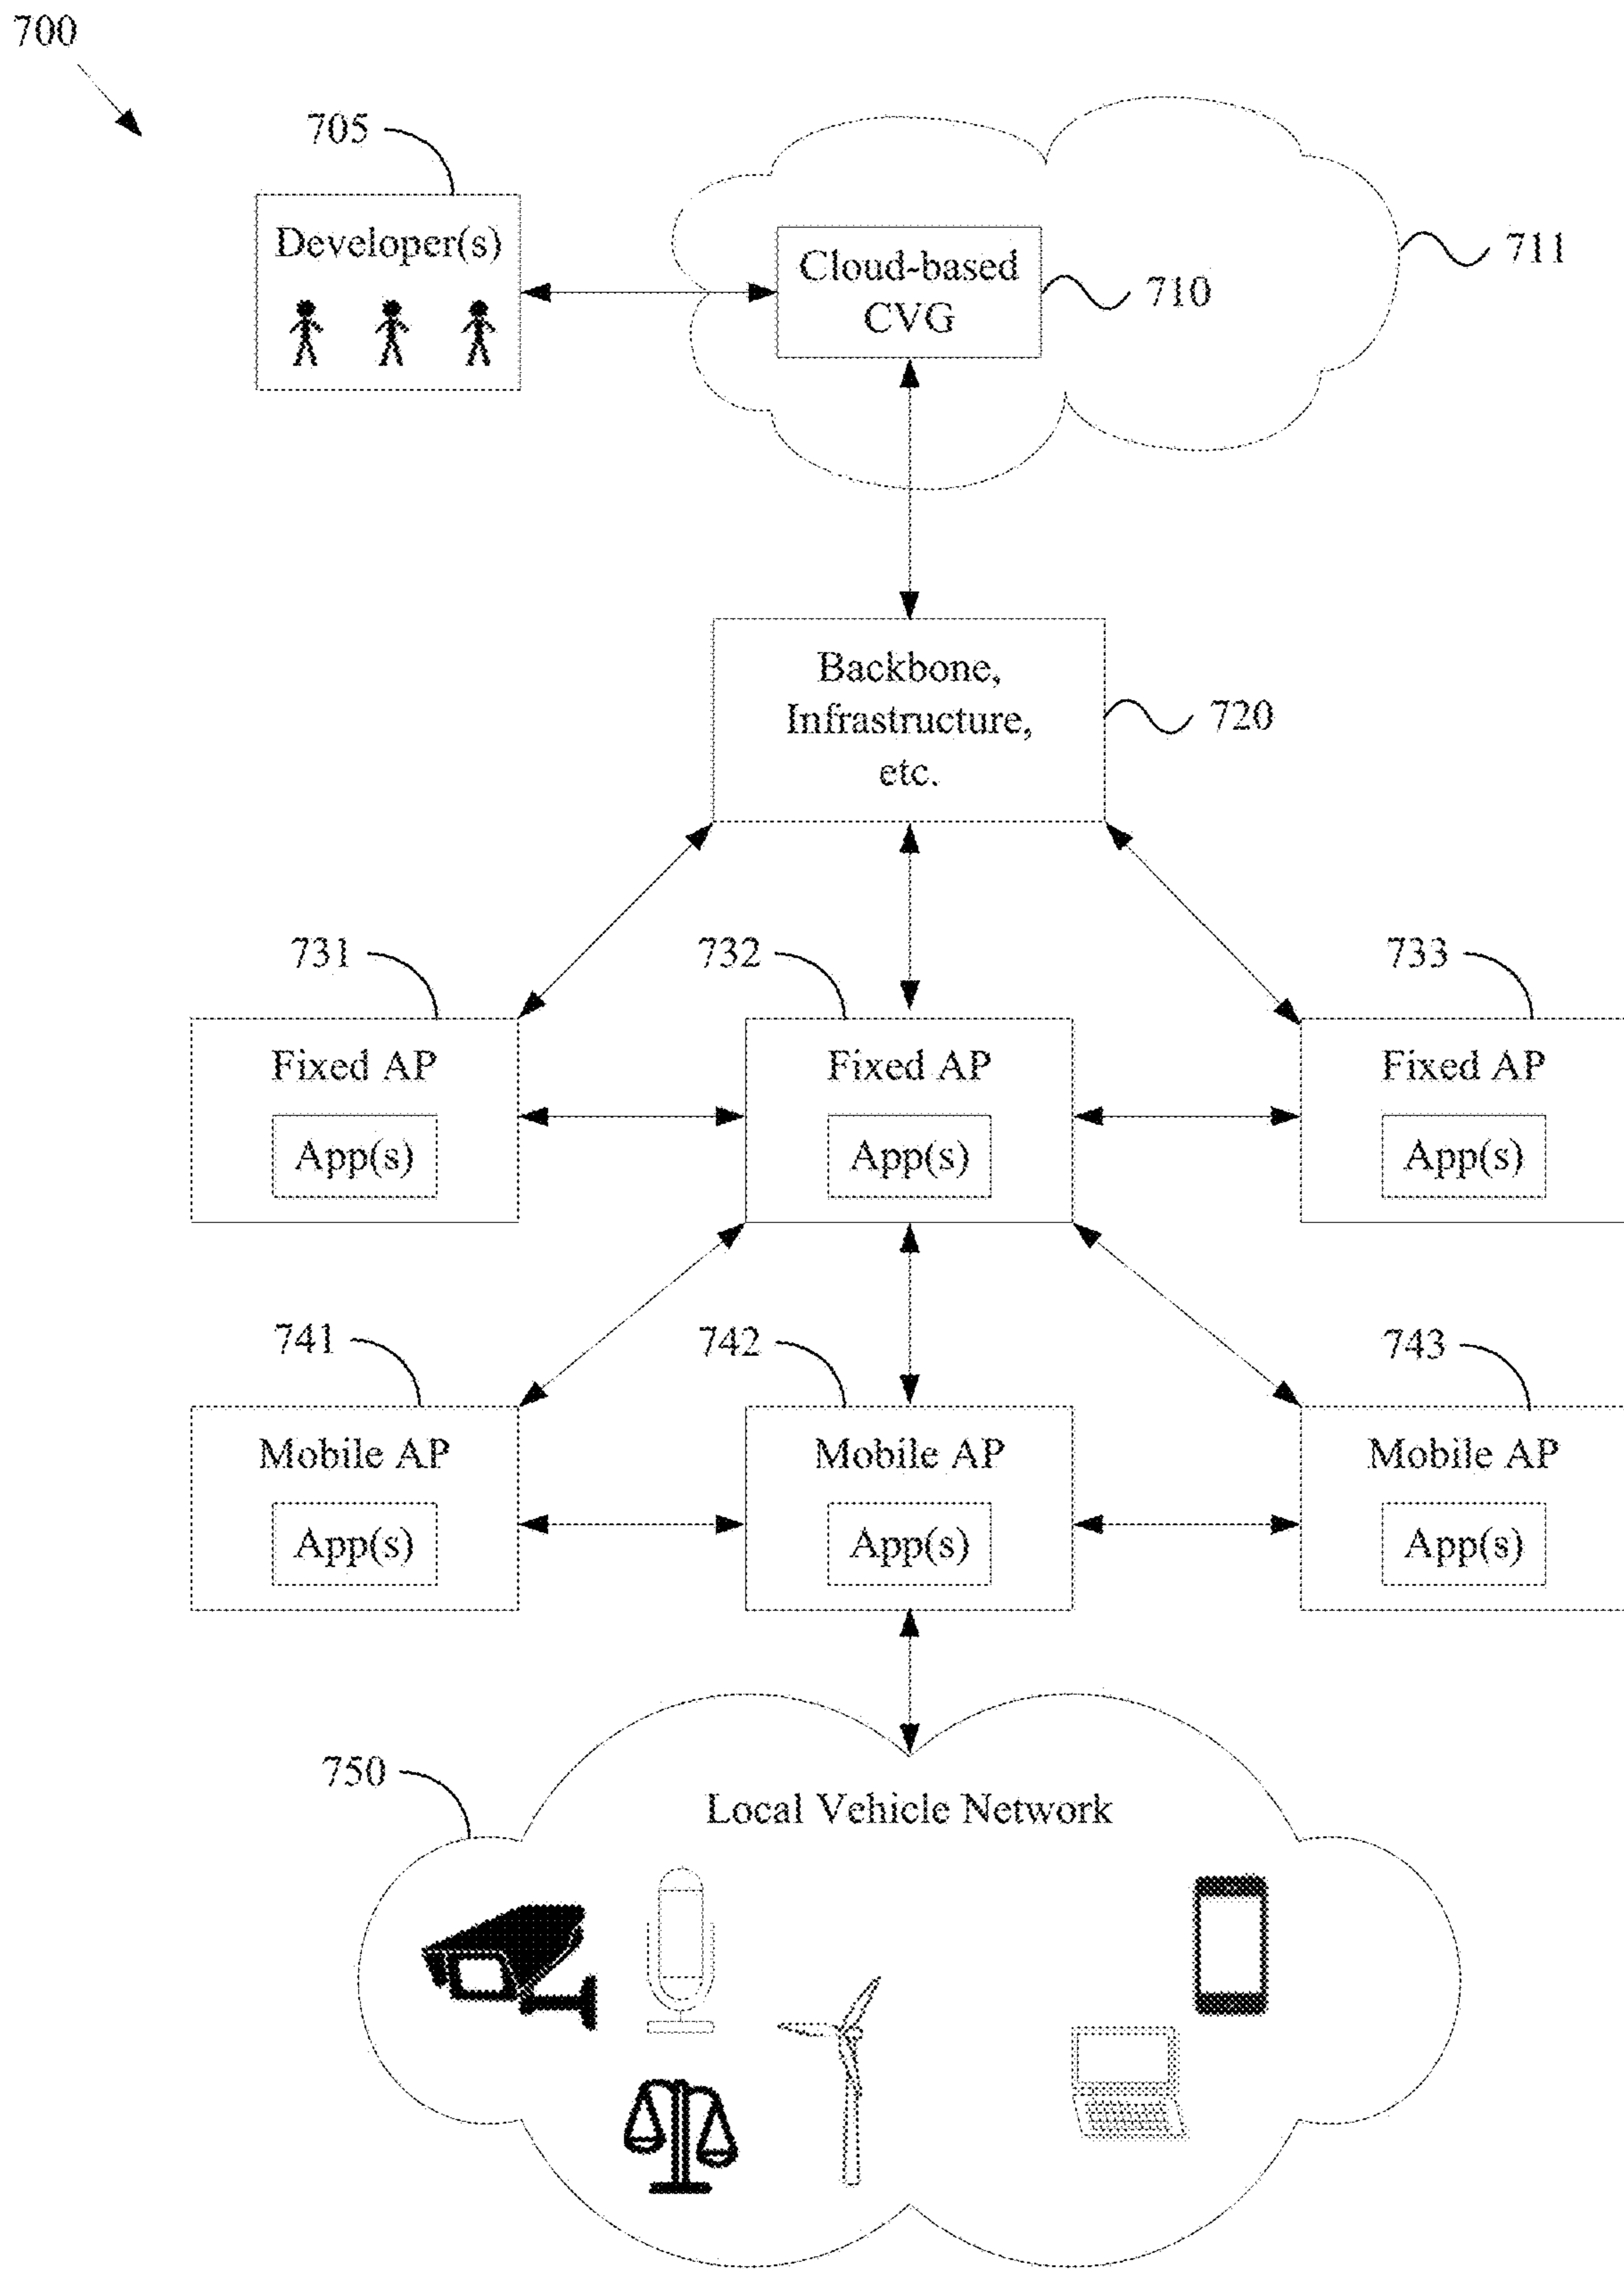 700
705
Developer(s)
Cloud-based
CVG
710
711
Backbone,
Infrastructure,
etc.
720
731
732
733
Fixed AP
Fixed AP
Fixed AP
App(s)
App(s)
App(s)
741
742
743
Mobile AP
Mobile AP
Mobile AP
App(s)
App(s)
App(s)
750
Local Vehicle Network